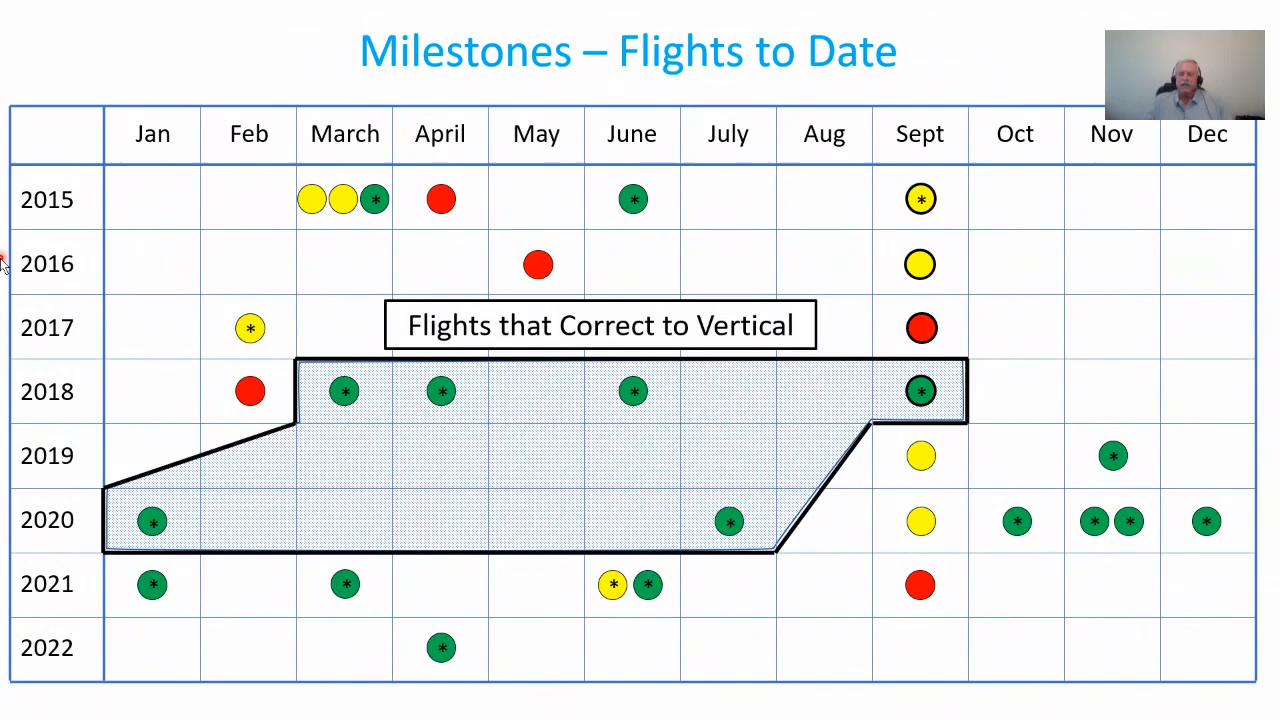 Milestones – Flights to Date
Jan Feb March April May June July Aug Sept Oct Nov Dec
2015 * * *
2016
2017 *
Flights that Correct to Vertical
2018 * * * *
2019 *
2020 * * * * * *
2021 * * * *
2022 *